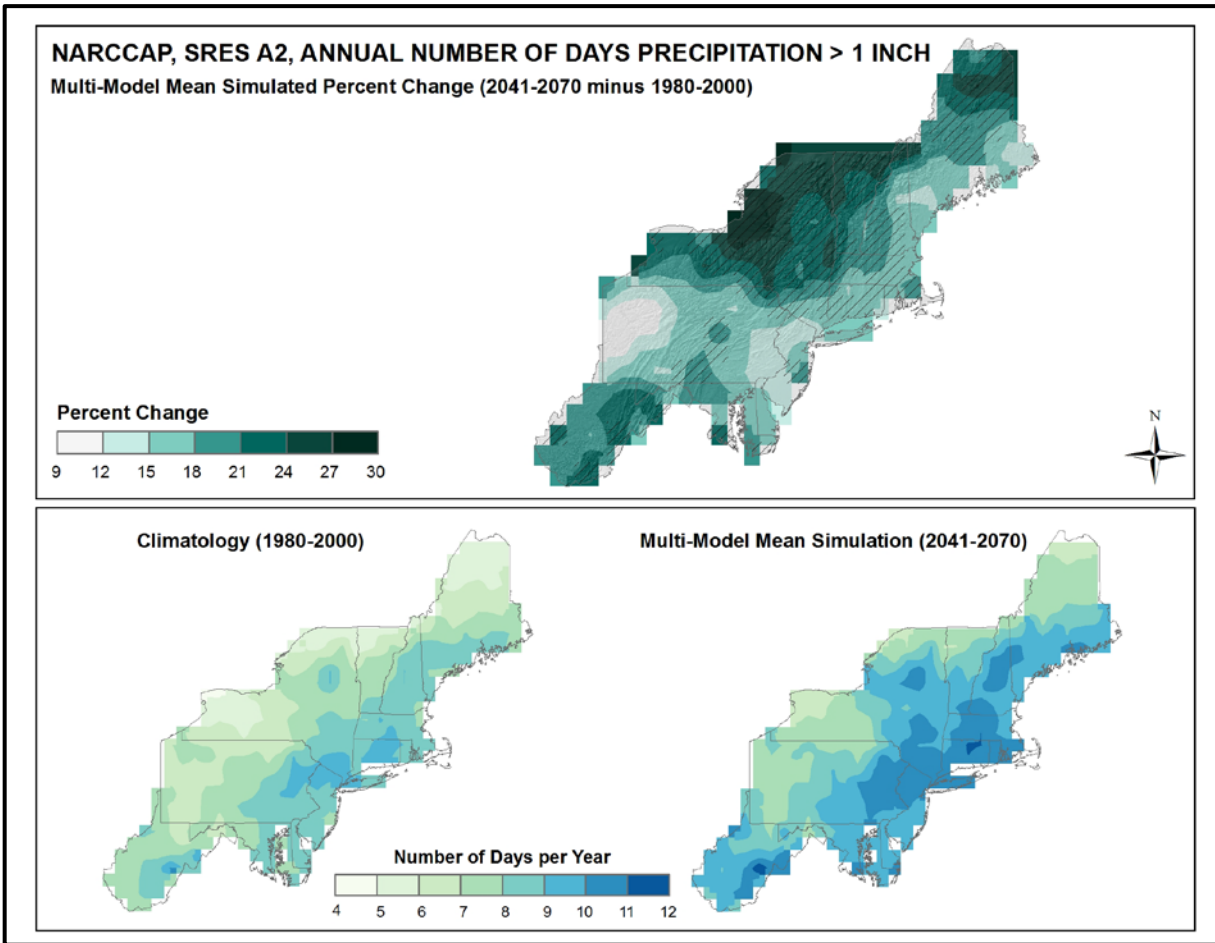 NARCCAP, SRES A2, ANNUAL NUMBER OF DAYS PRECIPITATION > 1 INCH
Multi-Model Mean Simulated Percent Change (2041-2070 minus 1980-2000)
Percent Change
9 12 15 18 21 24 27 30
N
Climatology (1980-2000)
Multi-Model Mean Simulation (2041-2070)
Number of Days per Year
4 5 6 7 8 9 10 11 12